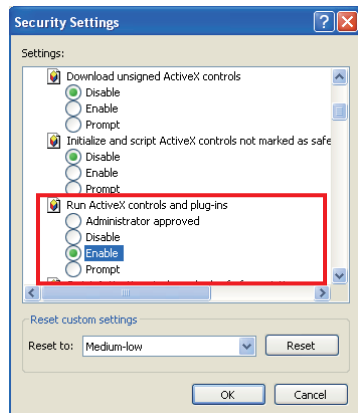 Security Settings
Settings:
Download unsigned ActiveX controls
Disable
Enable
Prompt
Initialize and script ActiveX controls not marked as safe
Disable
Enable
Prompt
Run ActiveX controls and plug-ins
Administrator approved
Disable
Enable
Prompt
Reset custom settings
Reset to: Medium-low Reset
OK Cancel